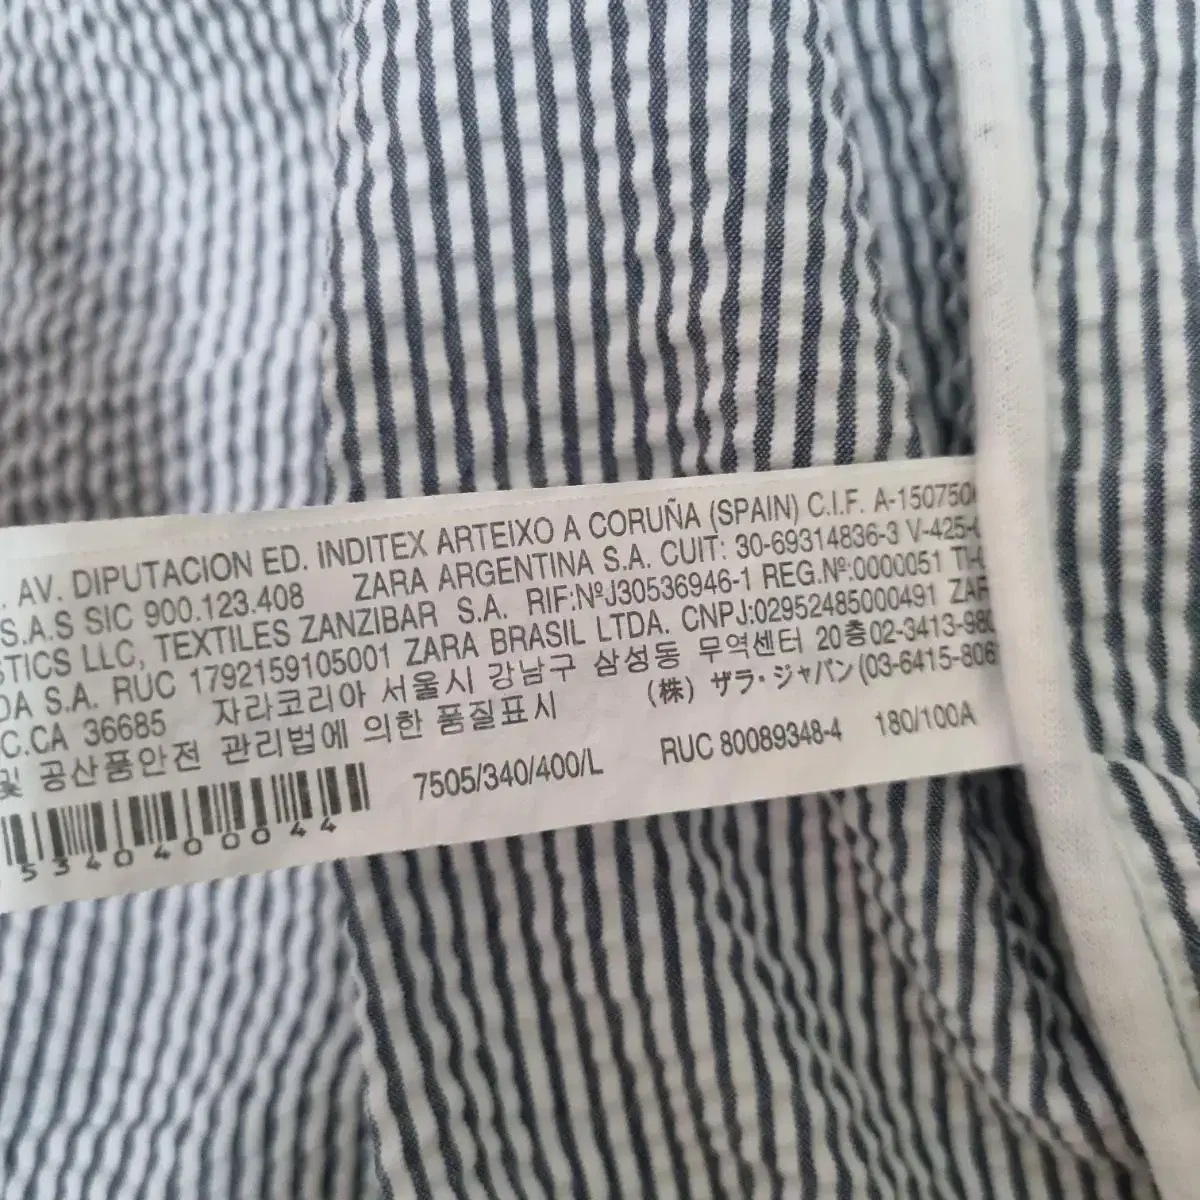 AV. DIPUTACION ED. INDITEX ARTEIXO A CORUÑA (SPAIN) C.I.F. A-150750
S.A.S SIC 900.123.408 ZARA ARGENTINA S.A. CUIT: 30-69314836-3 V-425-
STICS LLC, TEXTILES ZANZIBAR S.A. RIF:NºJ30536946-1 REG.Nº:0000051 TI-
DA S.A. RUC 1792159105001 ZARA BRASIL LTDA. CNPJ:02952485000491 ZAR
C.CA 36685 자라코리아 서울시 강남구 삼성동 무역센터 20층02-3413-980
및 공산품안전 관리법에 의한 품질표시 (株) ザラ・ジャパン(03-6415-806
5340400044 7505/340/400/L RUC 80089348-4 180/100A